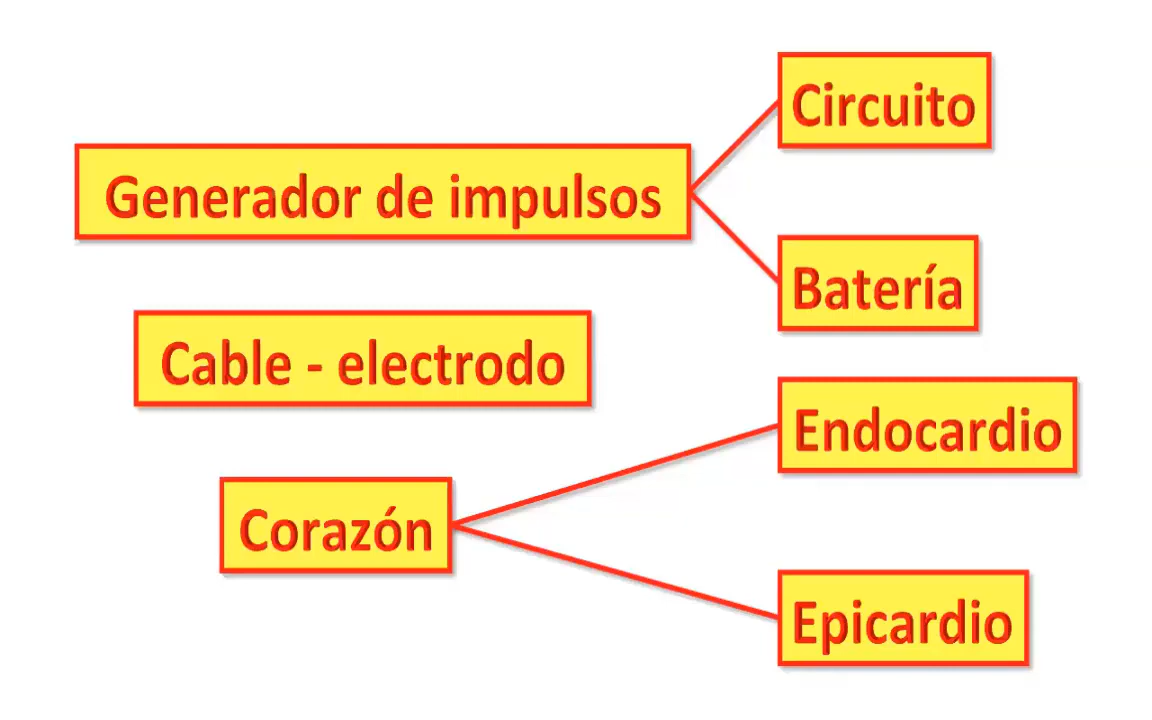 Circuito
Generador de impulsos
Batería
Cable - electrodo
Endocardio
Corazón
Epicardio